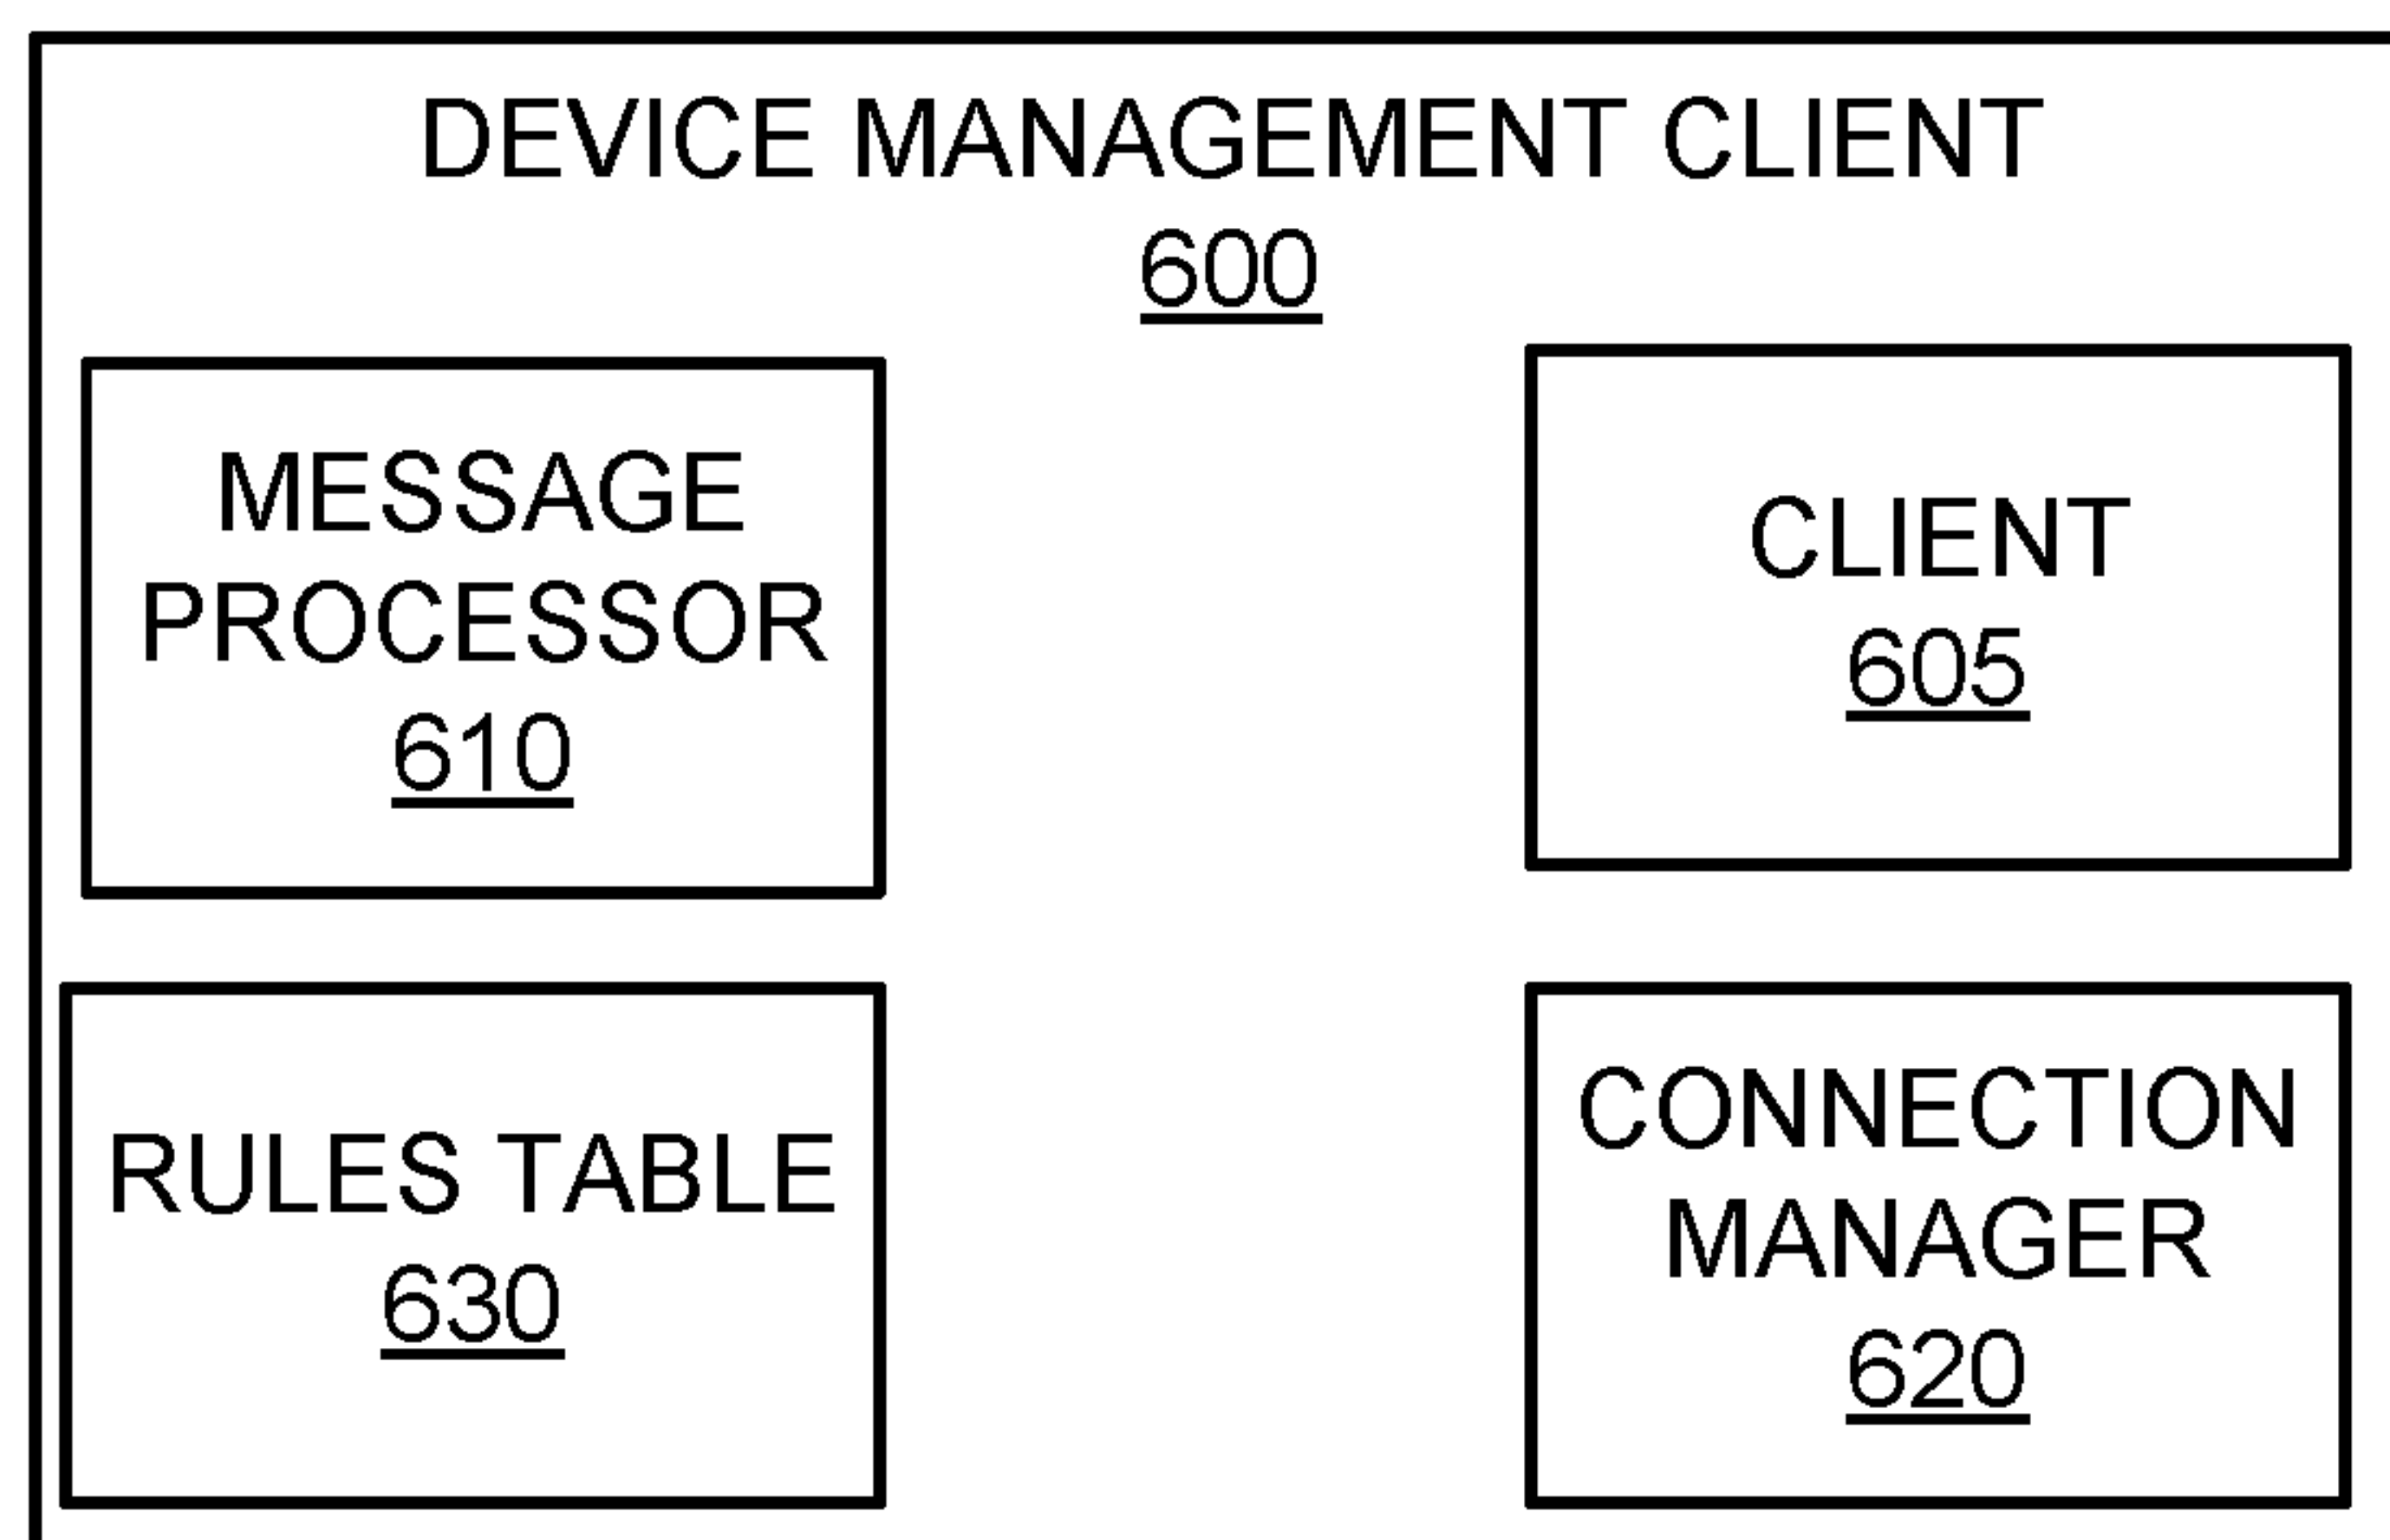 DEVICE MANAGEMENT CLIENT
600
MESSAGE
PROCESSOR
610
CLIENT
605
RULES TABLE
630
CONNECTION
MANAGER
620